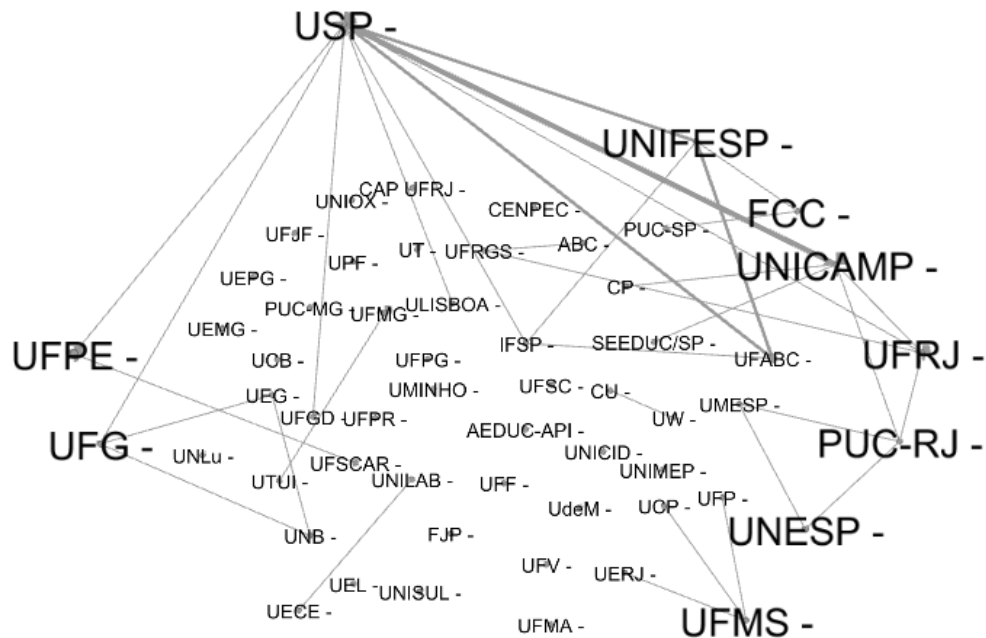 USP -
UNIFESP -
CAP UFRJ -
UNIOX -
CENPEC -
FCC -
PUC-SP -
UFJF -
ABC -
UT -
UFRGS -
UPF -
UNICAMP -
UEPG -
CP -
ULISBOA -
PUC-MG -
UFMG -
UEMG -
IFSP -
SEEDUC/SP -
UFPE -
UFRJ -
UCB -
UFPG -
UFABC -
UMINHO -
UFSC -
CU -
UEG -
UMESP -
UFGD -
UFPR -
UW -
AEDUC-API -
UFG -
PUC-RJ -
UNICID -
UNLu -
UFSCAR -
UNIMEP -
UTUI -
UNILAB -
UFF -
UFP -
UCP -
UdeM -
UNB -
FJP -
UNESP -
UFV -
UERJ -
UEL -
UNISUL -
UECE -
UFMA -
UFMS -